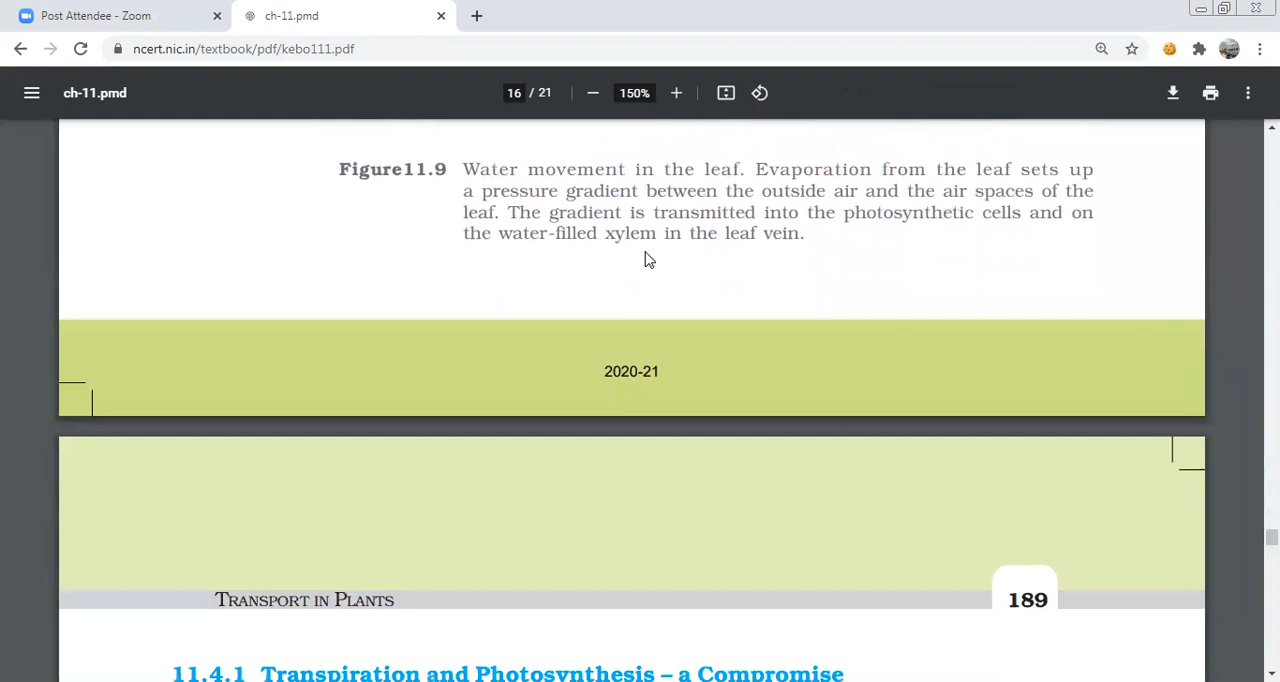 Post Attendee - Zoom
ch-11.pmd
ncert.nic.in/textbook/pdf/kebo111.pdf
ch-11.pmd
16 / 21
150%
Figure11.9 Water movement in the leaf. Evaporation from the leaf sets up
a pressure gradient between the outside air and the air spaces of the
leaf. The gradient is transmitted into the photosynthetic cells and on
the water-filled xylem in the leaf vein.
2020-21
TRANSPORT IN PLANTS
189
11.4.1 Transpiration and Photosynthesis – a Compromise